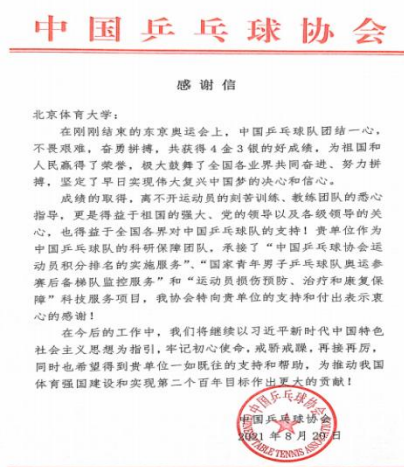 中国乒乓球协会
感谢信
北京体育大学：
在刚刚结束的东京奥运会上，中国乒乓球队团结一心，
不畏艰难，奋勇拼搏，共获得4金3银的好成绩，为祖国和
人民赢得了荣誉，极大鼓舞了全国各业界共同奋进、努力拼
搏，坚定了早日实现伟大复兴中国梦的决心和信心。
成绩的取得，离不开运动员的刻苦训练、教练团队的悉心
指导，更是得益于祖国的强大、党的领导以及各级领导的关
心，也得益于全国各界对中国乒乓球队的支持！贵单位作为
中国乒乓球队的科研保障团队，承接了“中国乒乓球协会运
动员积分排名的实施服务”、“国家青年男子乒乓球队奥运参
赛后备梯队监控服务”和“运动员损伤预防、治疗和康复保
障”科技服务项目，我协会转向贵单位的支持和付出表示衷
心的感谢！
在今后的工作中，我们将继续以习近平新时代中国特色
社会主义思想为指引，牢记初心使命，戒骄戒躁，再接再厉，
同时也希望得到贵单位一如既往的支持和帮助，为推动我国
体育强国建设和实现第二个百年目标作出更大的贡献！
中国乒乓球协会
2021年8月20日
中国乒乓球协会
TABLE TENNIS ASSOCIATION